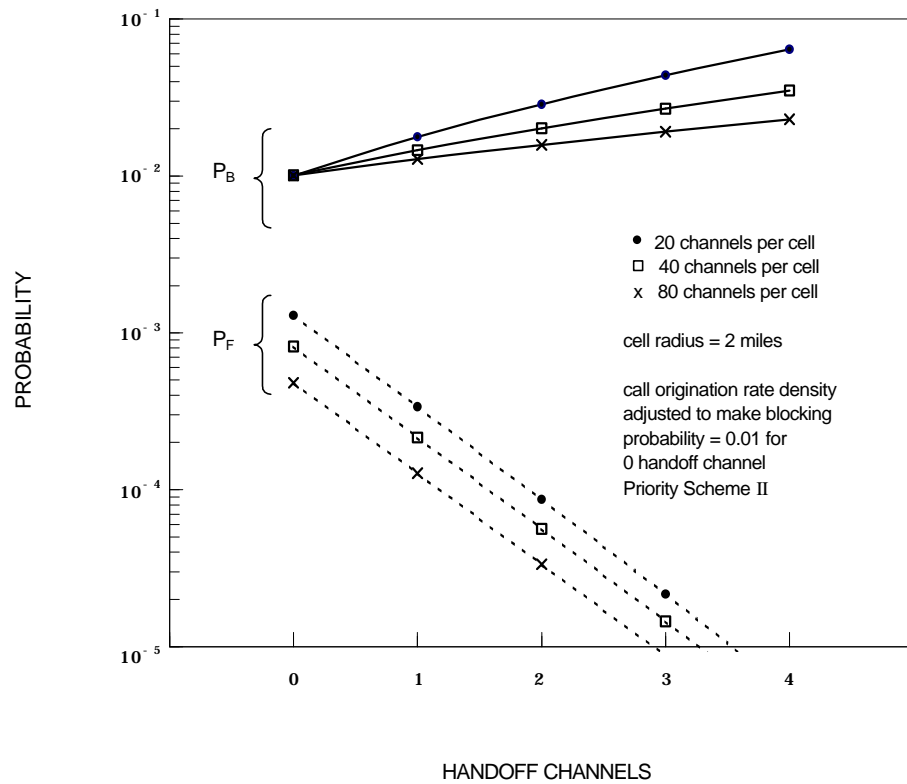 10⁻¹
10⁻²
10⁻³
10⁻⁴
10⁻⁵
PROBABILITY
P_B
P_F
20 channels per cell
40 channels per cell
80 channels per cell
cell radius = 2 miles
call origination rate density
adjusted to make blocking
probability = 0.01 for
0 handoff channel
Priority Scheme II
0 1 2 3 4
HANDOFF CHANNELS